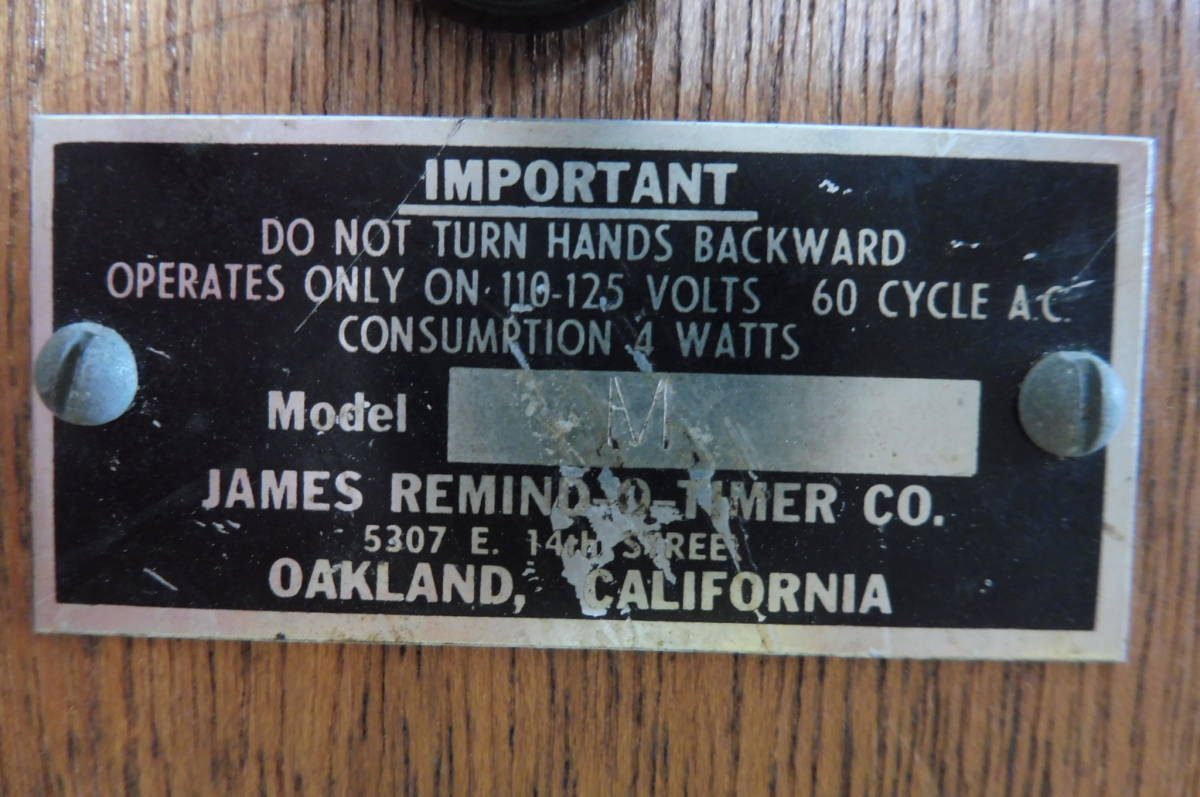 IMPORTANT
DO NOT TURN HANDS BACKWARD
OPERATES ONLY ON 110-125 VOLTS 60 CYCLE A.C.
CONSUMPTION 4 WATTS
Model M
JAMES REMIND-O-TIMER CO.
5307 E. 14th STREET
OAKLAND, CALIFORNIA